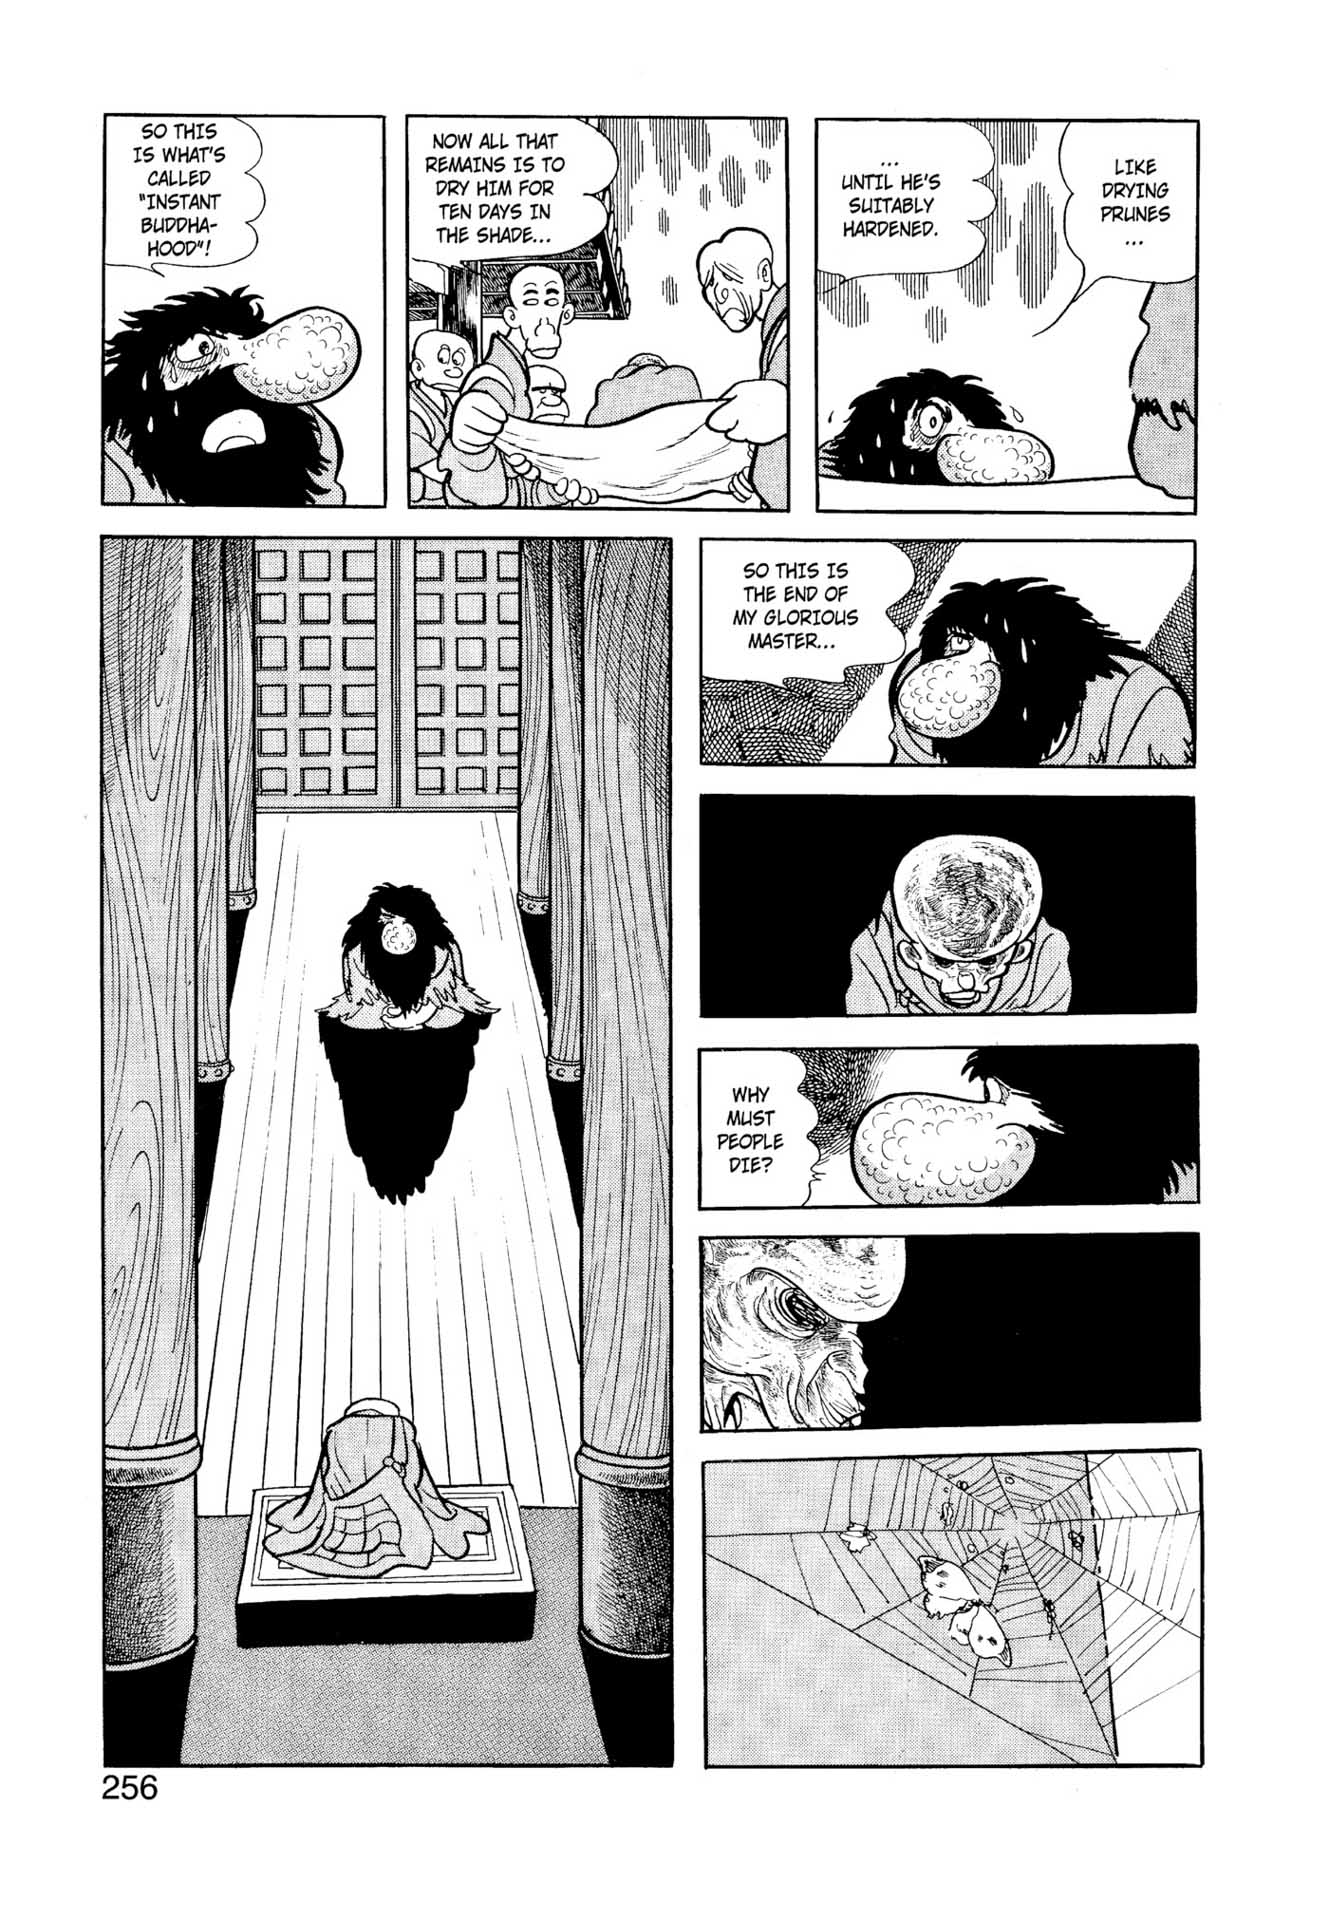 SO THIS
IS WHAT'S
CALLED
"INSTANT
BUDDHA-
HOOD"!
NOW ALL THAT
REMAINS IS TO
DRY HIM FOR
TEN DAYS IN
THE SHADE...
...
UNTIL HE'S
SUITABLY
HARDENED.
LIKE
DRYING
PRUNES
...
SO THIS IS
THE END OF
MY GLORIOUS
MASTER...
WHY
MUST
PEOPLE
DIE?
256